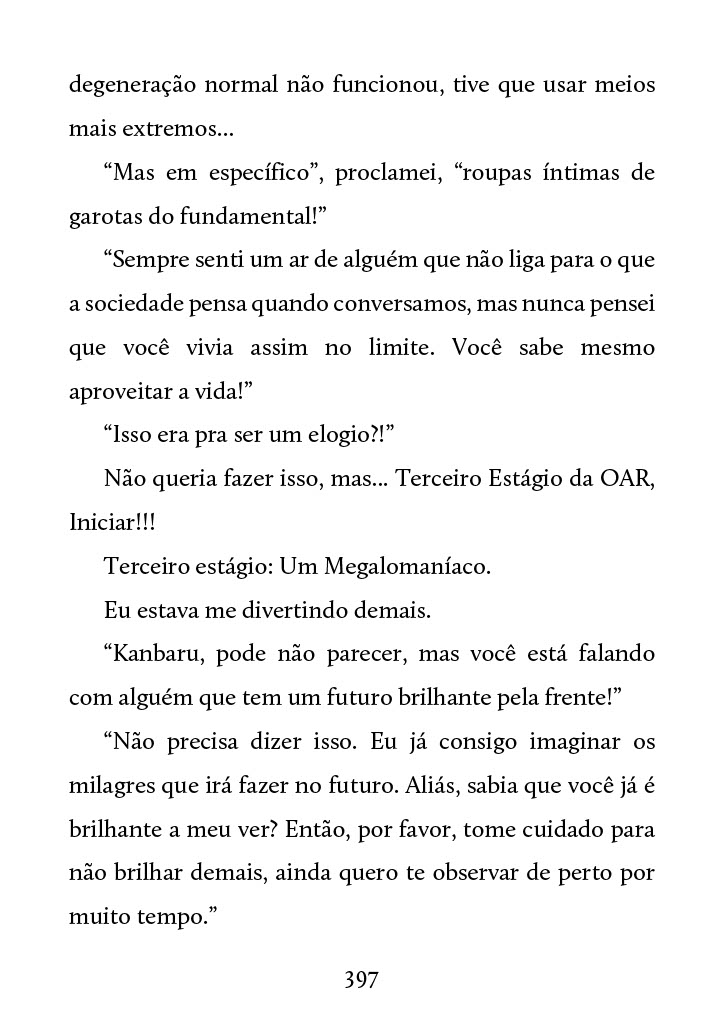 degeneração normal não funcionou, tive que usar meios
mais extremos...
“Mas em específico”, proclamei, “roupas íntimas de
garotas do fundamental!”
“Sempre senti um ar de alguém que não liga para o que
a sociedade pensa quando conversamos, mas nunca pensei
que você vivia assim no limite. Você sabe mesmo
aproveitar a vida!”
“Isso era pra ser um elogio?!”
Não queria fazer isso, mas... Terceiro Estágio da OAR,
Iniciar!!!
Terceiro estágio: Um Megalomaníaco.
Eu estava me divertindo demais.
“Kanbaru, pode não parecer, mas você está falando
com alguém que tem um futuro brilhante pela frente!”
“Não precisa dizer isso. Eu já consigo imaginar os
milagres que irá fazer no futuro. Aliás, sabia que você já é
brilhante a meu ver? Então, por favor, tome cuidado para
não brilhar demais, ainda quero te observar de perto por
muito tempo.”
397